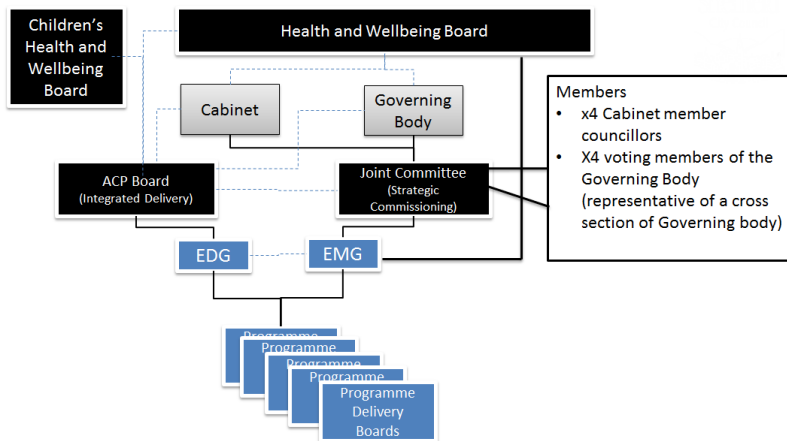 Children's
Health and
Wellbeing
Board
Health and Wellbeing Board
Cabinet
Governing
Body
Members
• x4 Cabinet member
councillors
• X4 voting members of the
Governing Body
(representative of a cross
section of Governing body)
ACP Board
(Integrated Delivery)
Joint Committee
(Strategic
Commissioning)
EDG
EMG
Programme
Programme
Programme
Programme
Programme
Delivery
Boards